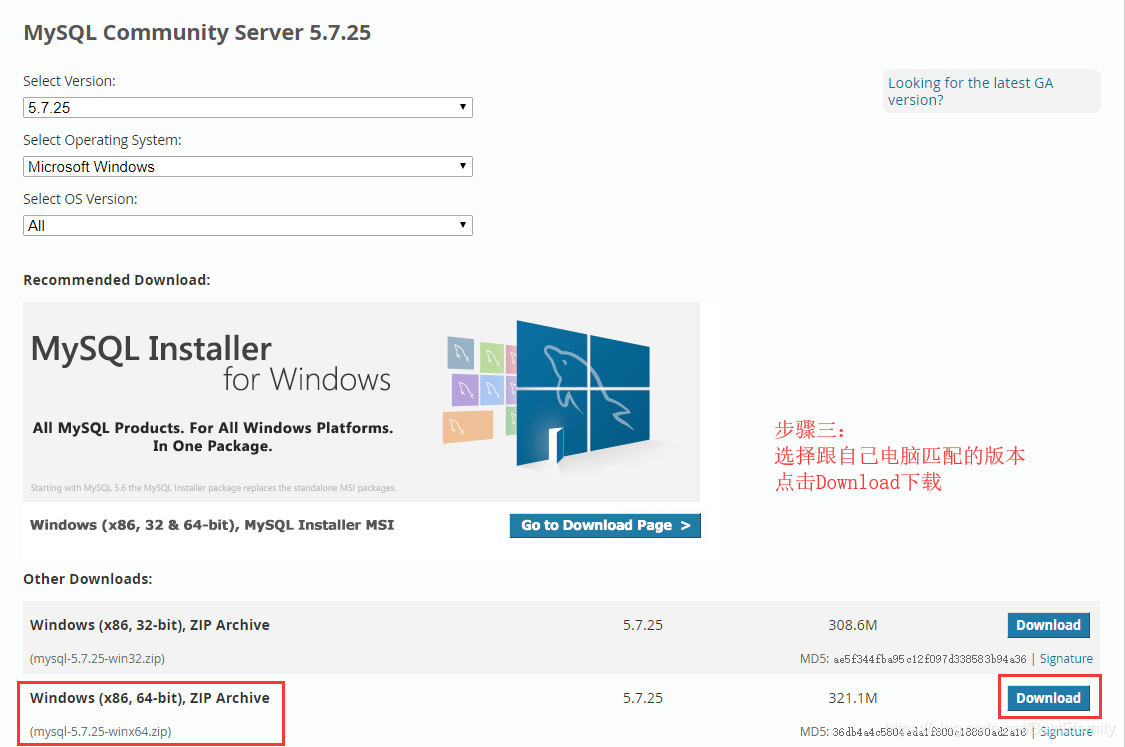 MySQL Community Server 5.7.25
Select Version:
5.7.25
Looking for the latest GA
version?
Select Operating System:
Microsoft Windows
Select OS Version:
All
Recommended Download:
MySQL Installer
for Windows
All MySQL Products. For All Windows Platforms.
In One Package.
Starting with MySQL 5.6 the MySQL Installer package replaces the standalone MSI packages.
步骤三：
选择跟自己电脑匹配的版本
点击Download下载
Windows (x86, 32 & 64-bit), MySQL Installer MSI
Go to Download Page >
Other Downloads:
Windows (x86, 32-bit), ZIP Archive 5.7.25 308.6M Download
(mysql-5.7.25-win32.zip) MD5: ae5f344fba95c12f097d338583b94a36 | Signature
Windows (x86, 64-bit), ZIP Archive 5.7.25 321.1M Download
(mysql-5.7.25-winx64.zip) MD5: | Signature